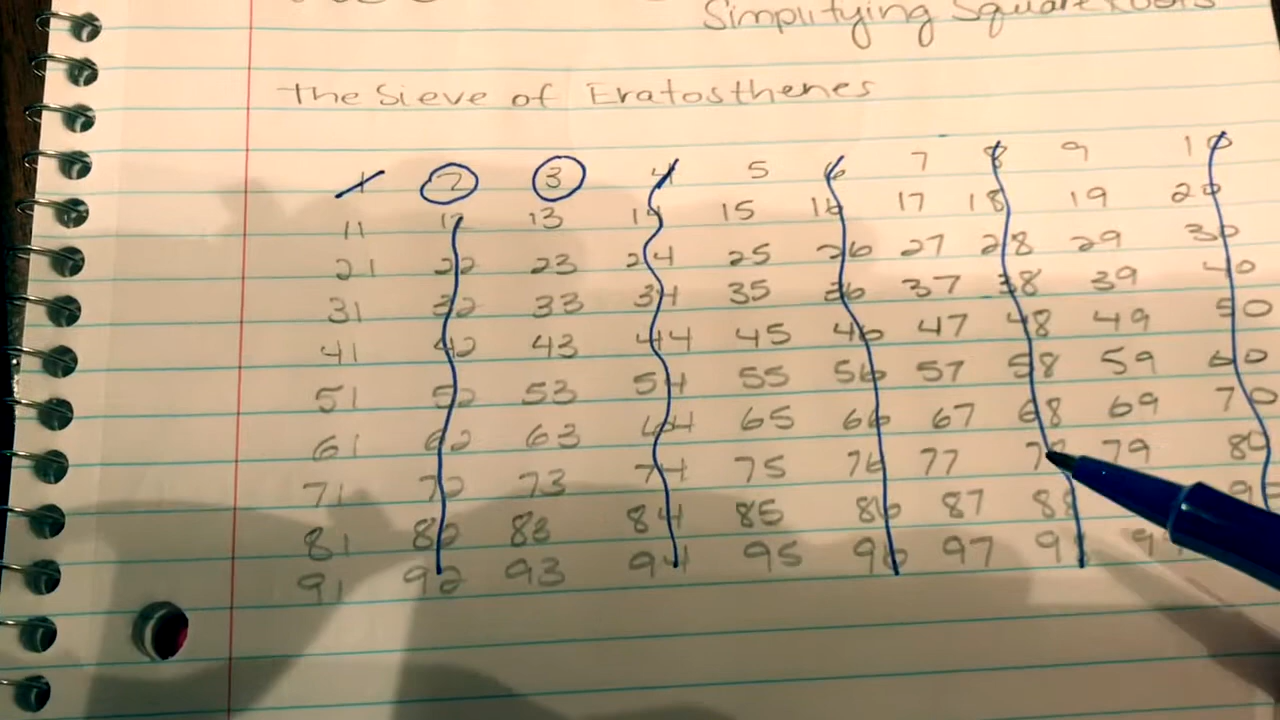 Simplifying Square Roots
The Sieve of Eratosthenes
1 2 3 4 5 6 7 8 9 10
11 12 13 14 15 16 17 18 19 20
21 22 23 24 25 26 27 28 29 30
31 32 33 34 35 36 37 38 39 40
41 42 43 44 45 46 47 48 49 50
51 52 53 54 55 56 57 58 59 60
61 62 63 64 65 66 67 68 69 70
71 72 73 74 75 76 77 78 79 80
81 82 83 84 85 86 87 88
91 92 93 94 95 96 97 98